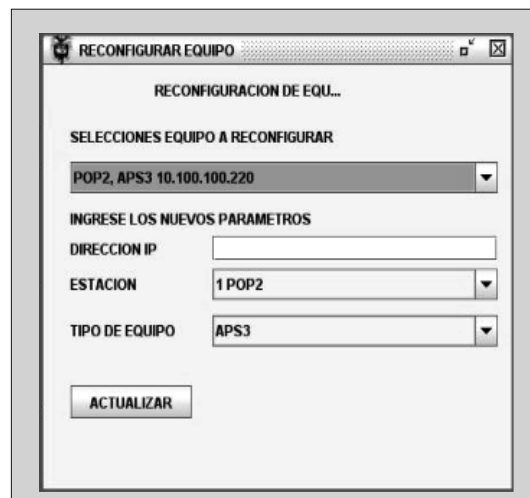 RECONFIGURAR EQUIPO
RECONFIGURACION DE EQU...
SELECCIONES EQUIPO A RECONFIGURAR
POP2, APS3 10.100.100.220
INGRESE LOS NUEVOS PARAMETROS
DIRECCION IP
ESTACION 1 POP2
TIPO DE EQUIPO APS3
ACTUALIZAR